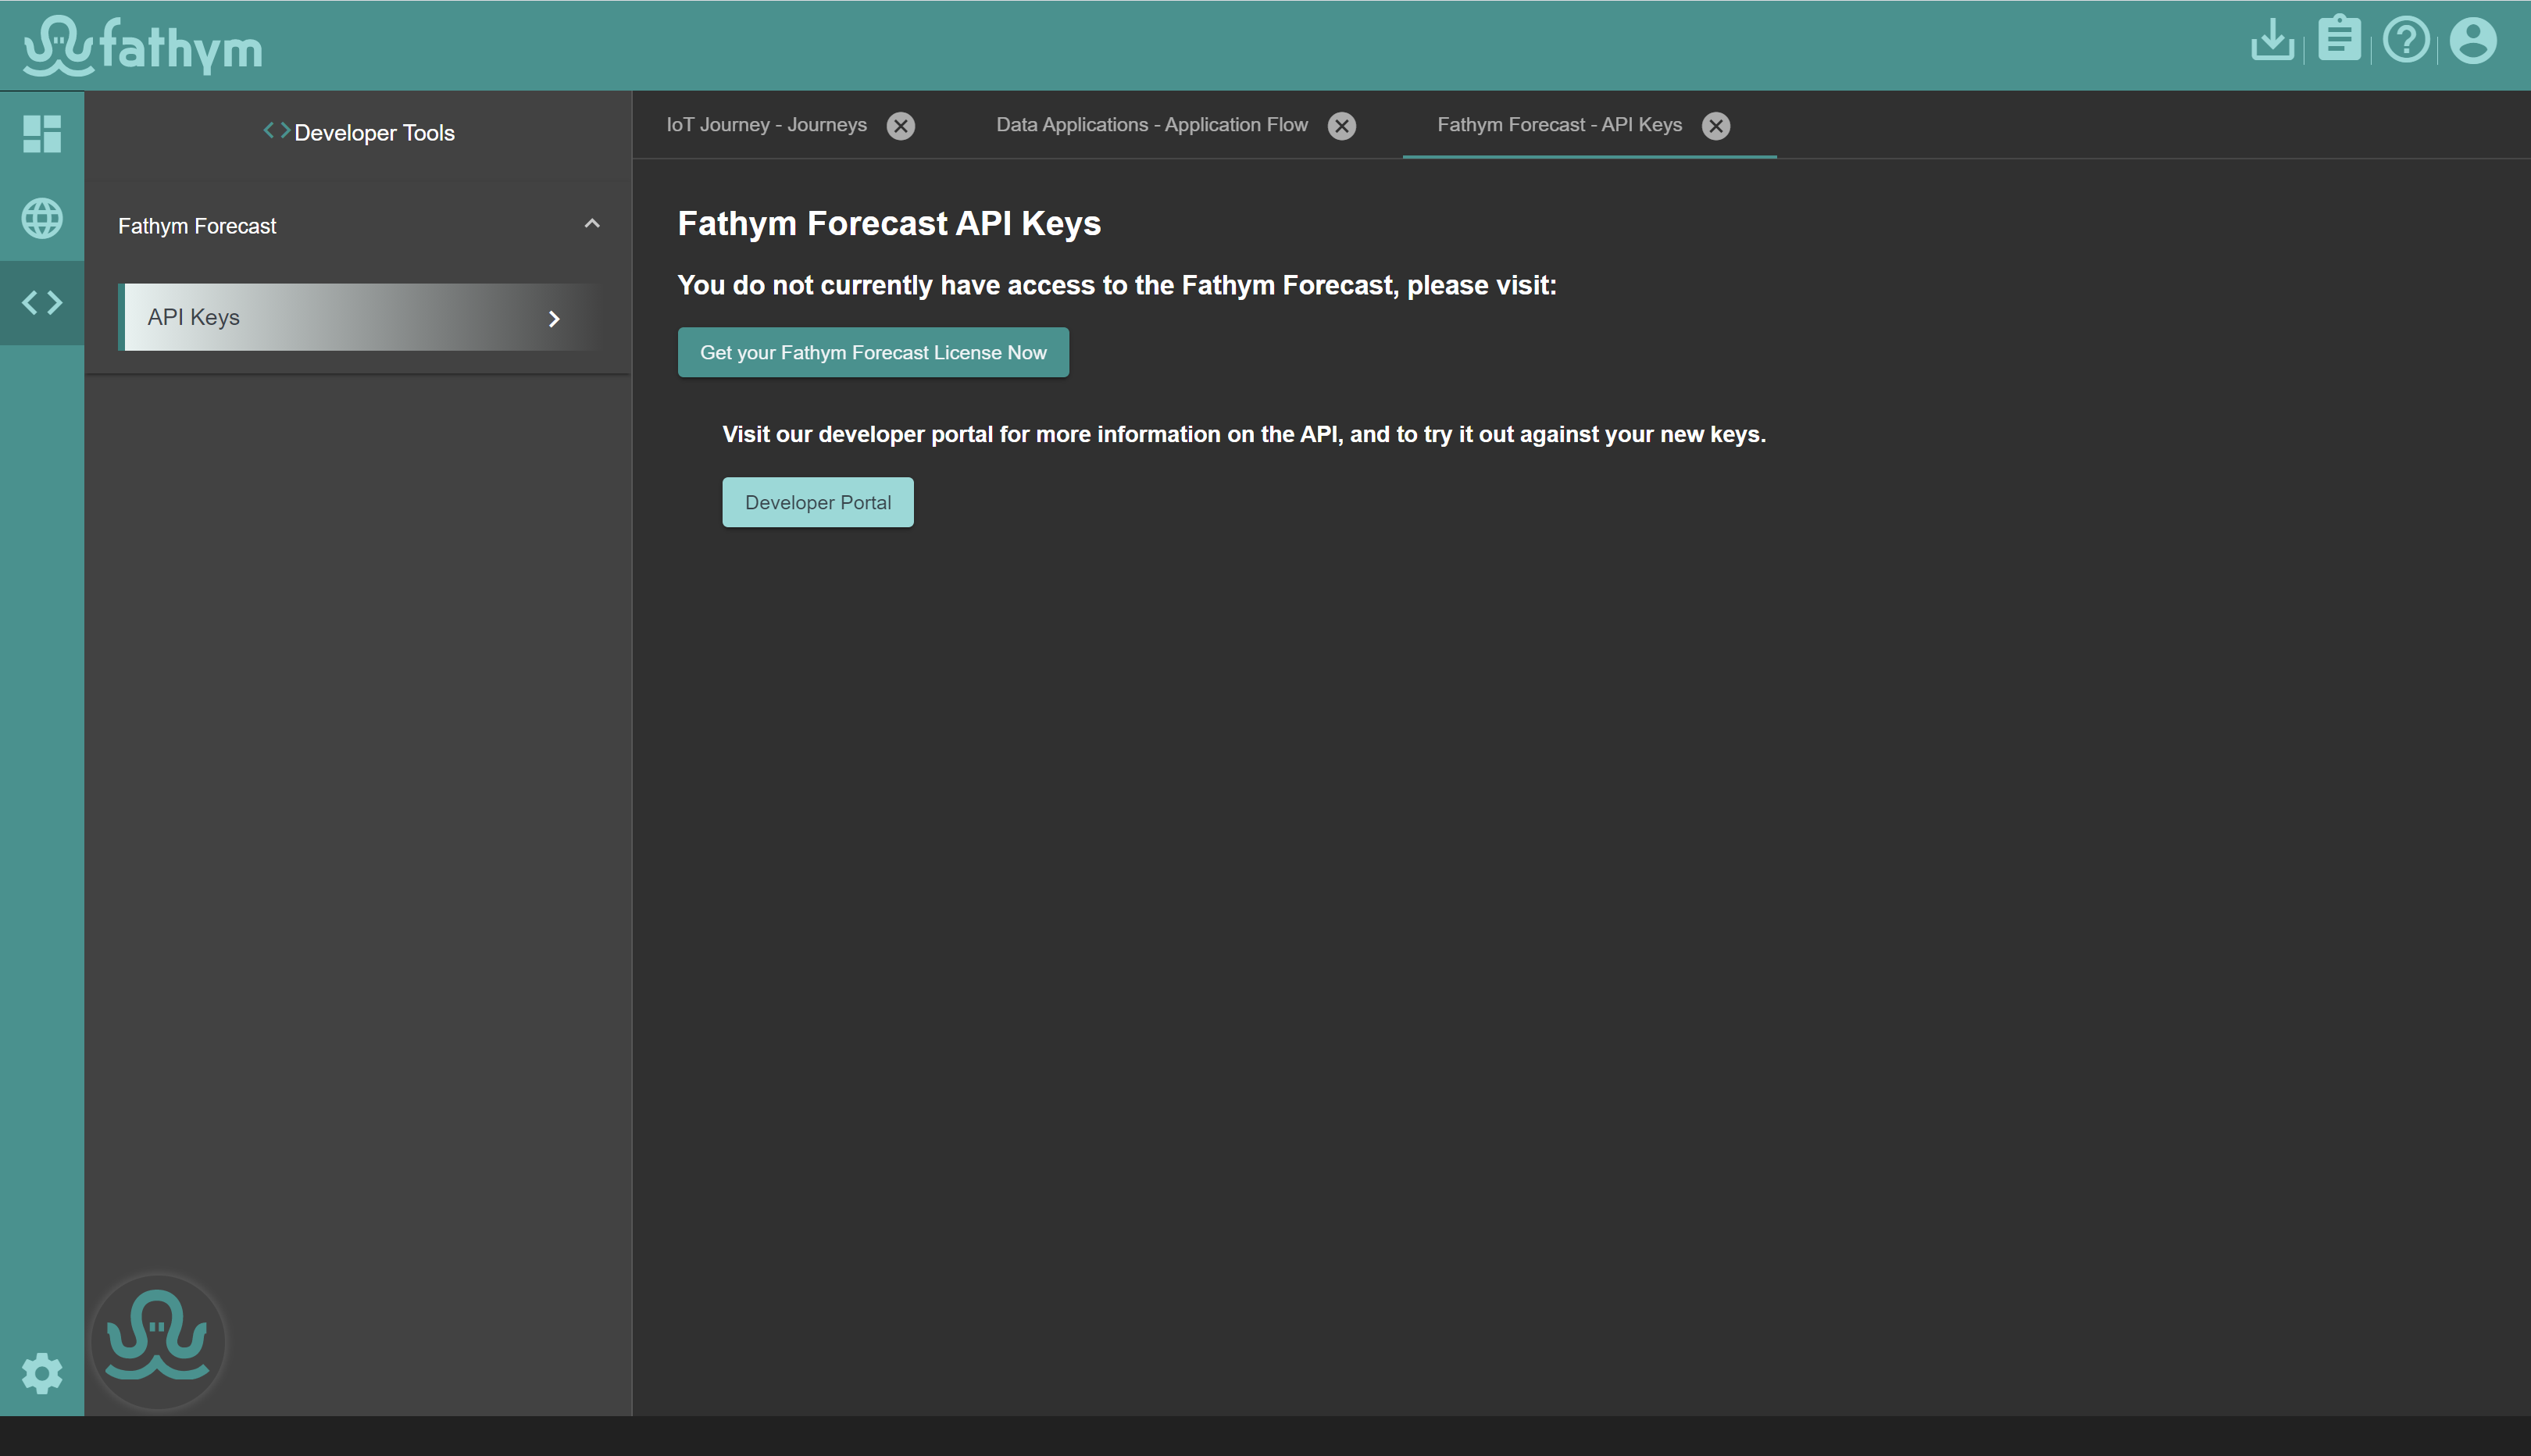 fathym
Developer Tools
Fathym Forecast
API Keys
IoT Journey - Journeys
Data Applications - Application Flow
Fathym Forecast - API Keys
Fathym Forecast API Keys
You do not currently have access to the Fathym Forecast, please visit:
Get your Fathym Forecast License Now
Visit our developer portal for more information on the API, and to try it out against your new keys.
Developer Portal